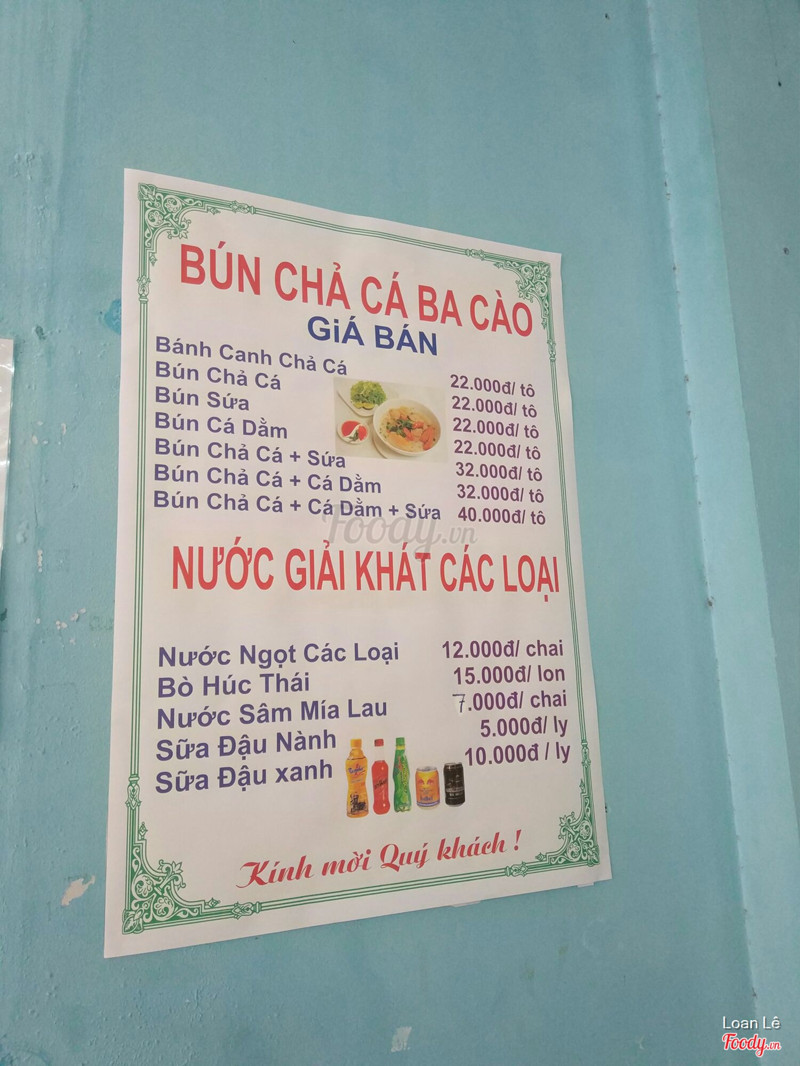 BÚN CHẢ CÁ BA CÀO
GiÁ BÁN
Bánh Canh Chả Cá 22.000đ/ tô
Bún Chả Cá 22.000đ/ tô
Bún Sứa 22.000đ/ tô
Bún Cá Dằm 22.000đ/ tô
Bún Chả Cá + Sứa 32.000đ/ tô
Bún Chả Cá + Cá Dằm 32.000đ/ tô
Bún Chả Cá + Cá Dằm + Sứa 40.000đ/ tô
Foody.vn
NƯỚC GIẢI KHÁT CÁC LOẠI
Nước Ngọt Các Loại 12.000đ/ chai
Bò Húc Thái 15.000đ/ lon
Nước Sâm Mía Lau 7.000đ/ chai
Sữa Đậu Nành 5.000đ/ ly
Sữa Đậu xanh 10.000đ / ly
Kính mời Quý khách !
Loan Lê
Foody.vn